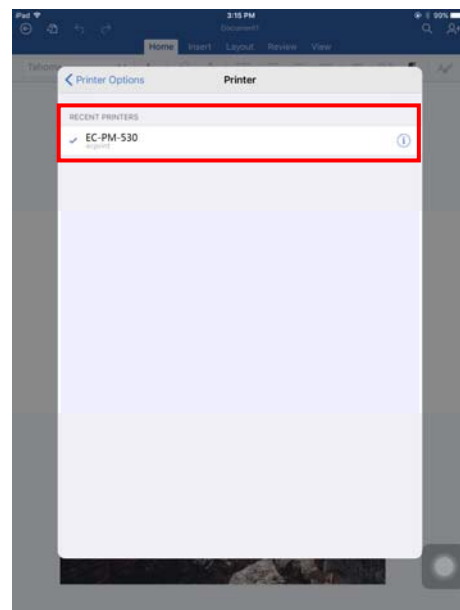 iPad 3:15 PM 99%
Document1
Home Insert Layout Review View
Tahoma
Printer Options Printer
RECENT PRINTERS
EC-PM-530